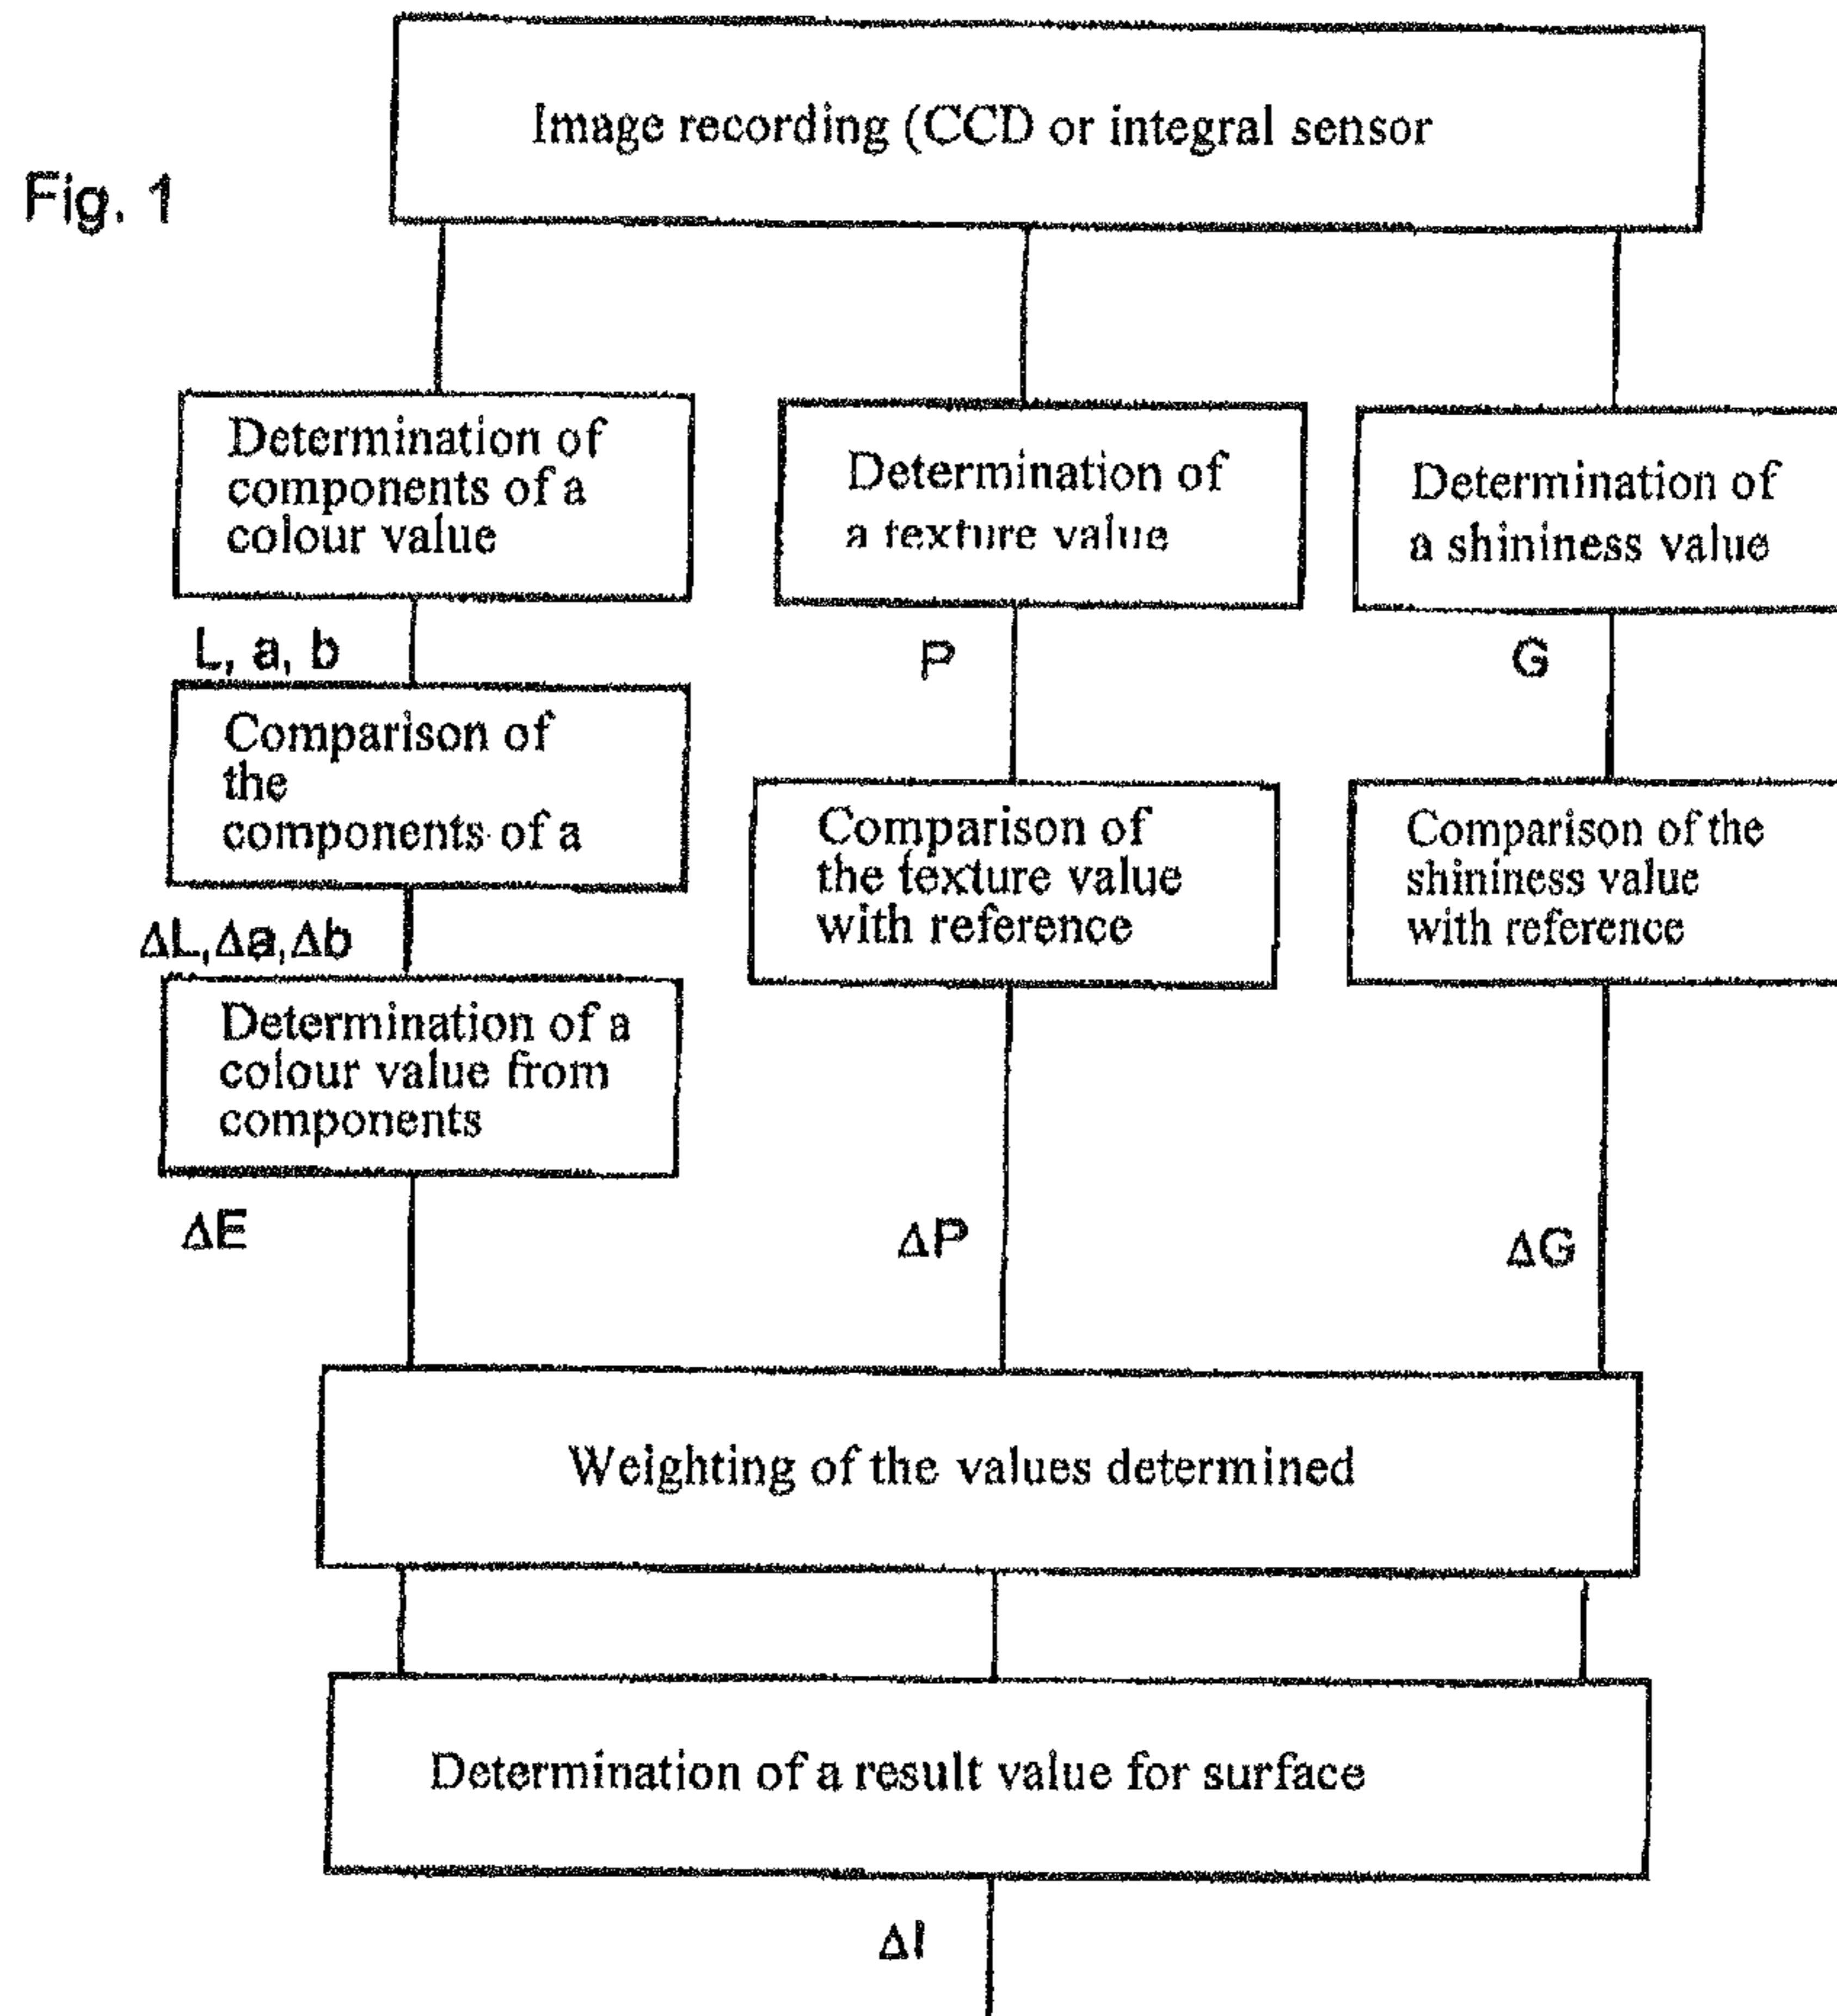 Fig. 1
Image recording (CCD or integral sensor
Determination of
components of a
colour value
Determination of
a texture value
Determination of
a shininess value
L, a, b
P
G
Comparison of
the
components of a
Comparison of
the texture value
with reference
Comparison of the
shininess value
with reference
ΔL,Δa,Δb
Determination of a
colour value from
components
ΔE
ΔP
ΔG
Weighting of the values determined
Determination of a result value for surface
ΔI